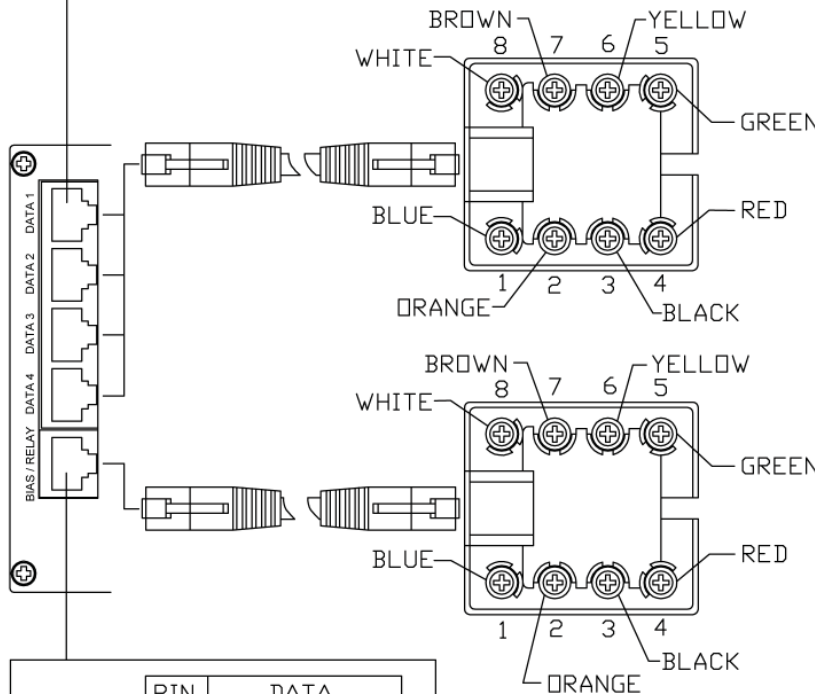 BROWN
YELLOW
8 7 6 5
WHITE
GREEN
DATA 1
BLUE
RED
DATA 2
1 2 3 4
ORANGE
BLACK
DATA 3
BROWN
YELLOW
8 7 6 5
DATA 4
WHITE
BIAS / RELAY
GREEN
BLUE
RED
1 2 3 4
BLACK
ORANGE
PIN DATA